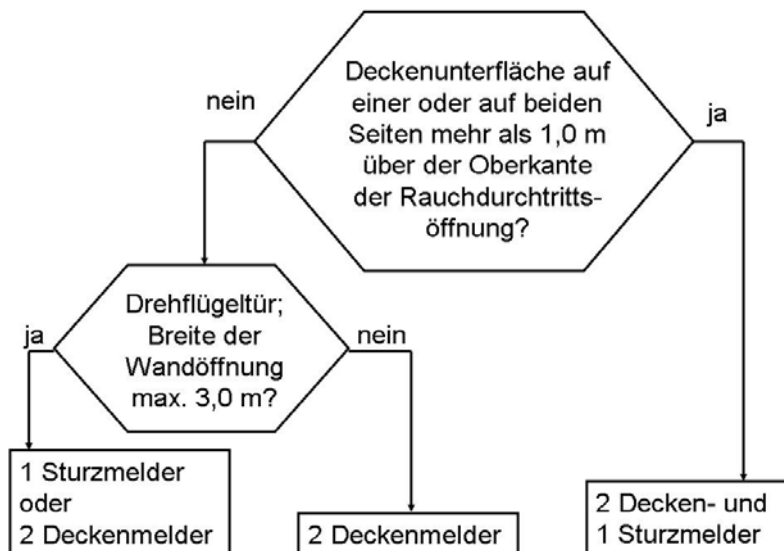 Deckenunterfläche auf
einer oder auf beiden
Seiten mehr als 1,0 m
über der Oberkante
der Rauchdurchtritts-
öffnung?
nein
ja
Drehflügeltür;
Breite der
Wandöffnung
max. 3,0 m?
ja
nein
1 Sturzmelder
oder
2 Deckenmelder
2 Deckenmelder
2 Decken- und
1 Sturzmelder